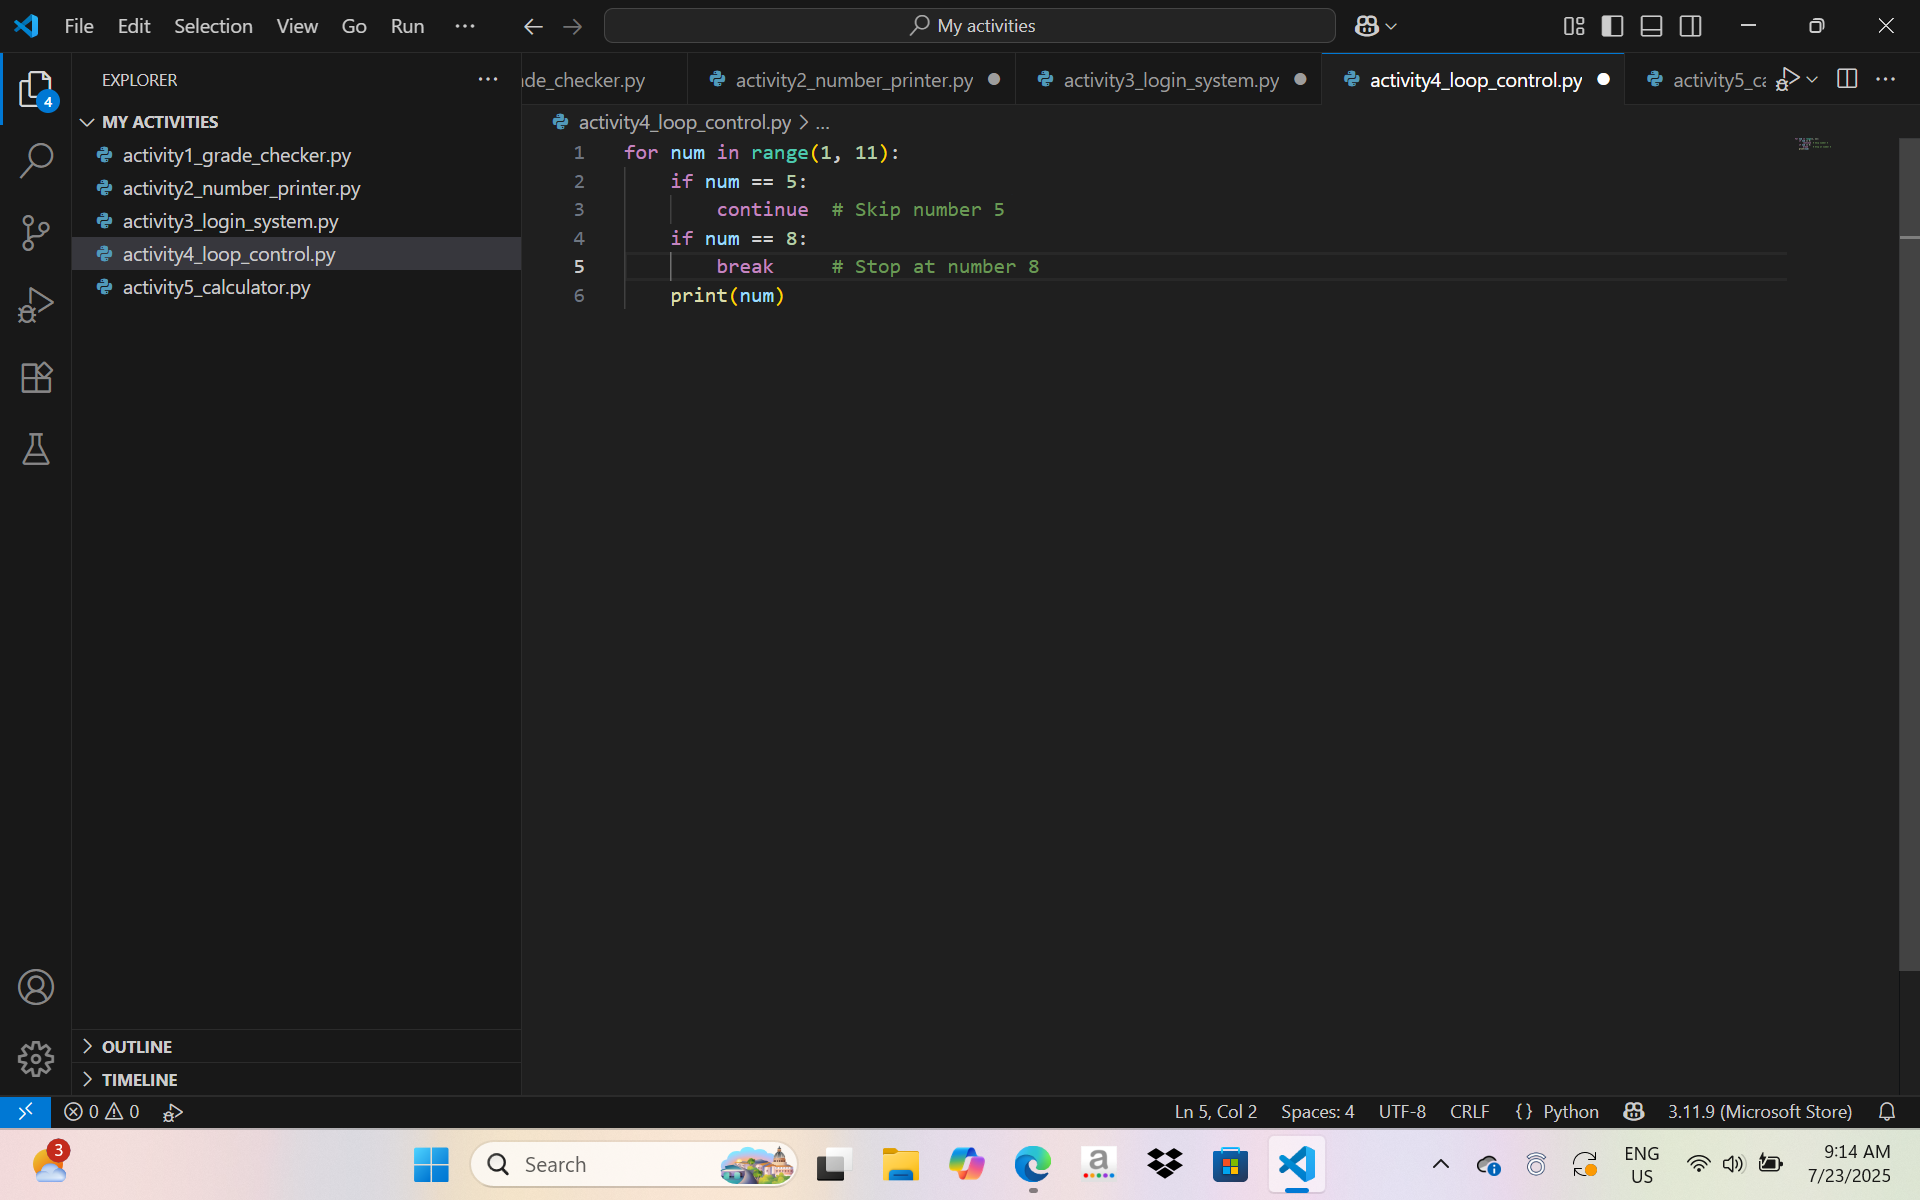 File Edit Selection View Go Run ... My activities
EXPLORER ...
4
MY ACTIVITIES
activity1_grade_checker.py
activity2_number_printer.py
activity3_login_system.py
activity4_loop_control.py
activity5_calculator.py
OUTLINE
TIMELINE
de_checker.py activity2_number_printer.py activity3_login_system.py activity4_loop_control.py activity5_ca
activity4_loop_control.py > ...
1 for num in range(1, 11):
2     if num == 5:
3         continue  # Skip number 5
4     if num == 8:
5         break     # Stop at number 8
6     print(num)
0 0 Ln 5, Col 2 Spaces: 4 UTF-8 CRLF {} Python 3.11.9 (Microsoft Store)
3 Search a ENG US 9:14 AM
7/23/2025